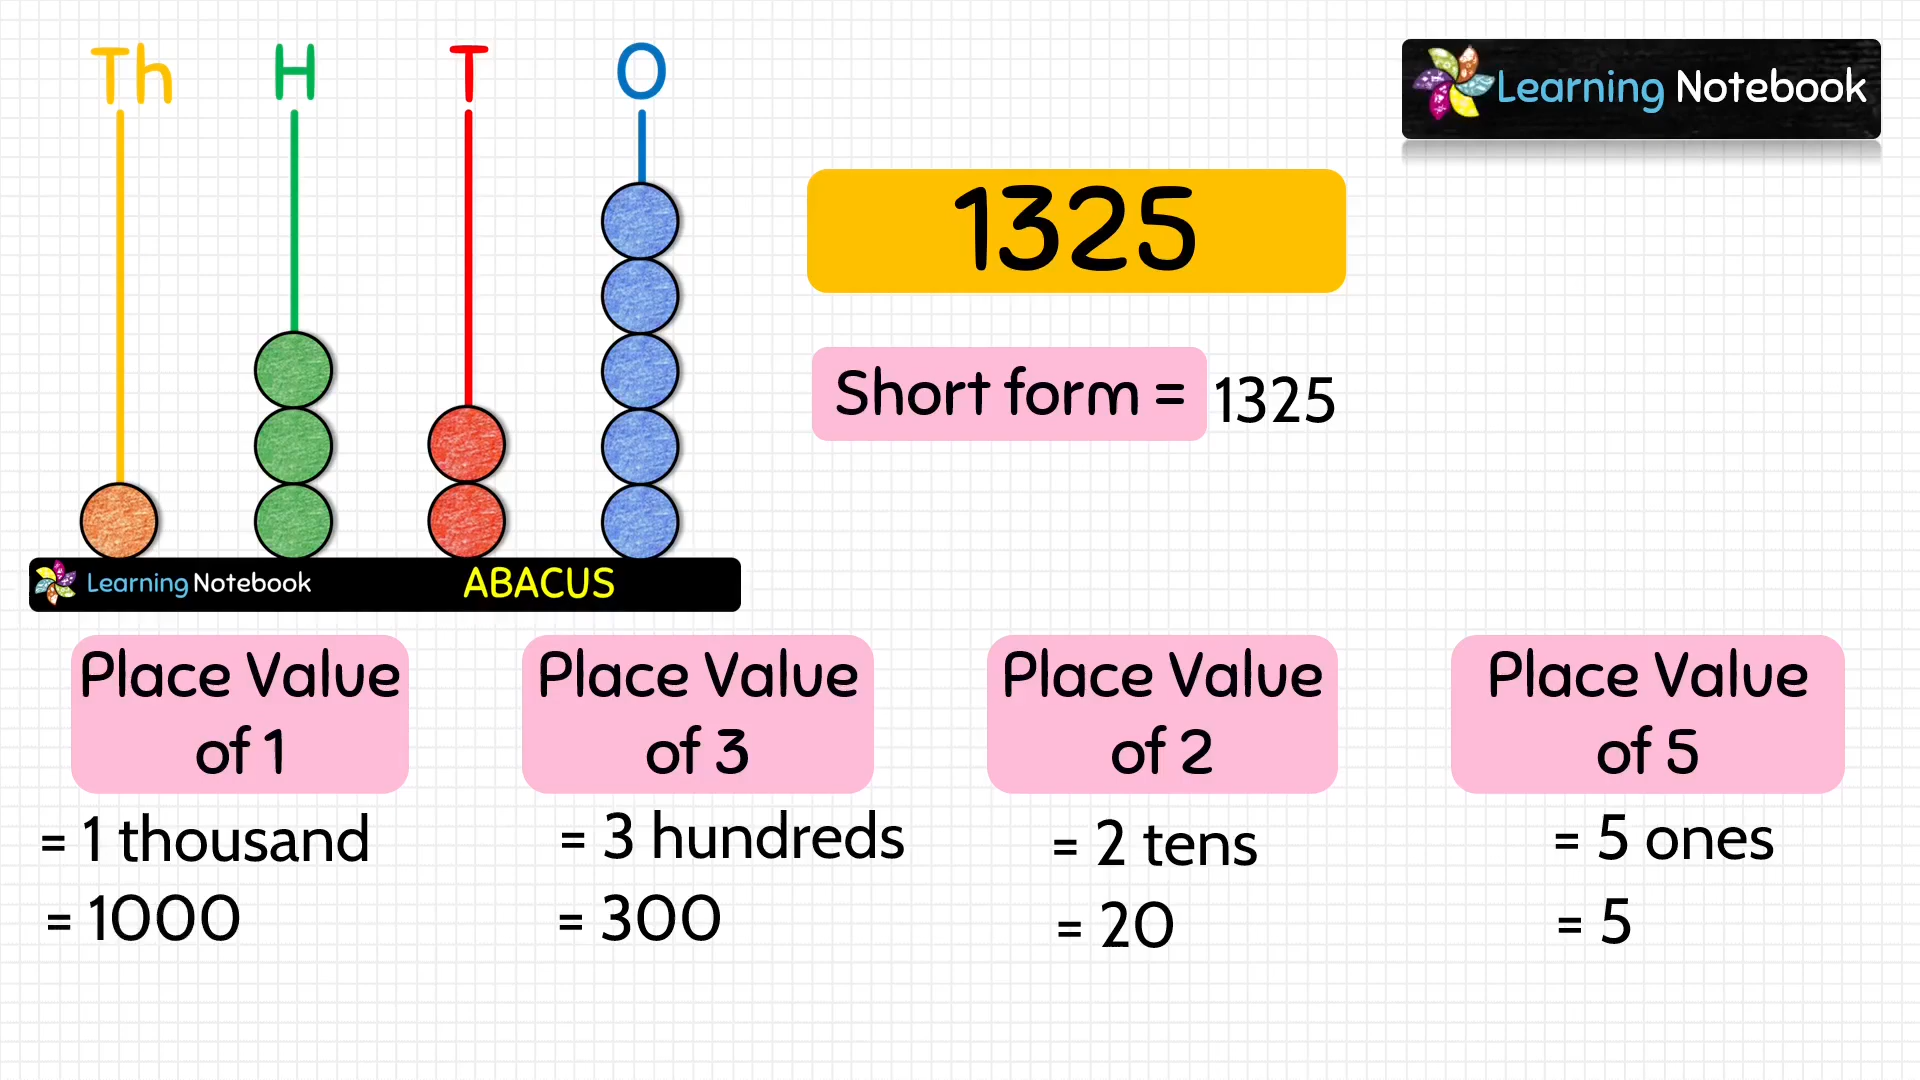 Th H T O
Learning Notebook
1325
Short form = 1325
Learning Notebook ABACUS
Place Value
of 1
= 1 thousand
= 1000
Place Value
of 3
= 3 hundreds
= 300
Place Value
of 2
= 2 tens
= 20
Place Value
of 5
= 5 ones
= 5